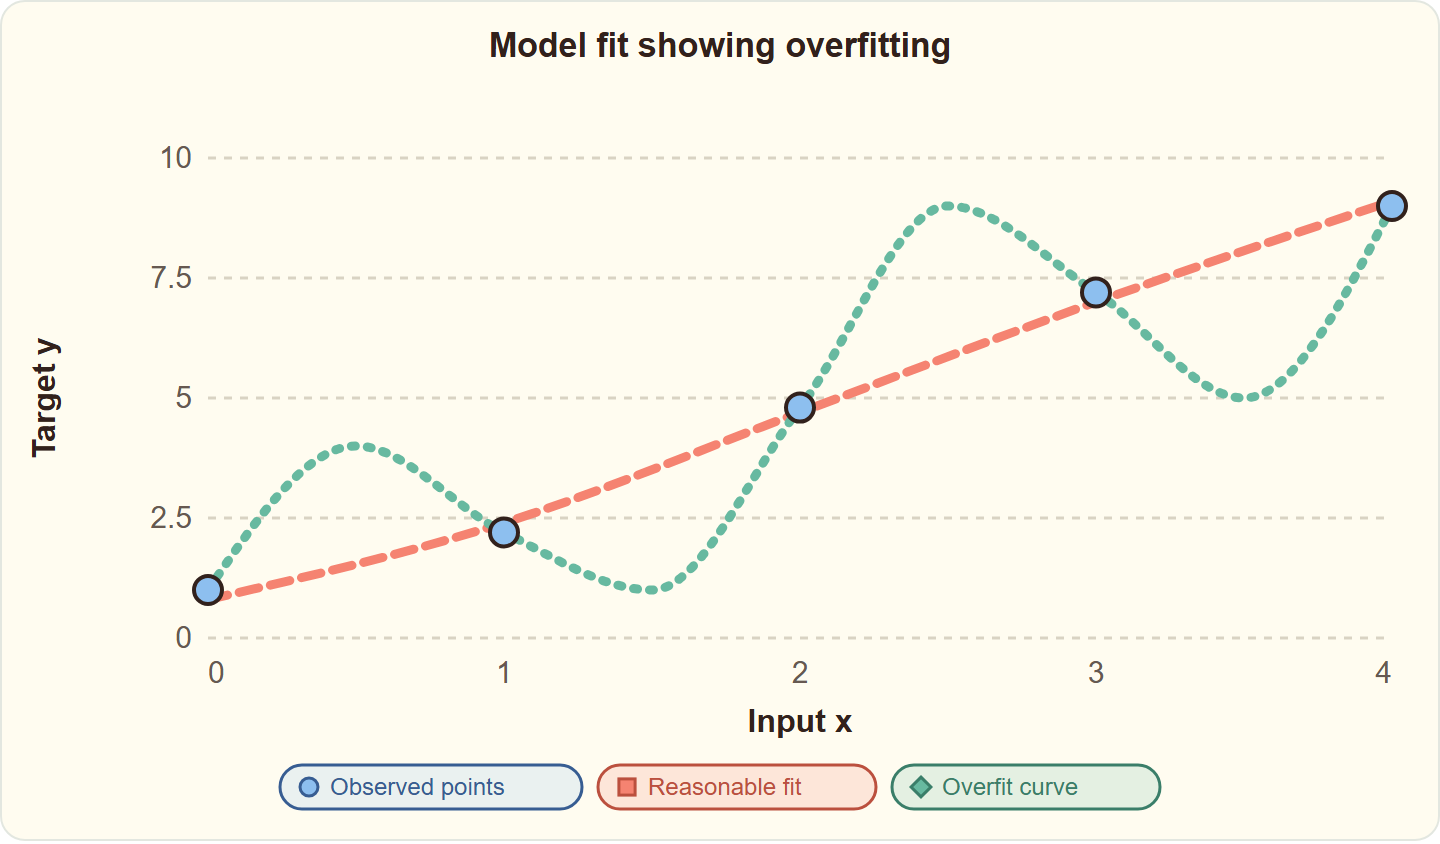 Model fit showing overfitting
10
7.5
5
2.5
0
Target y
0 1 2 3 4
Input x
Observed points Reasonable fit Overfit curve